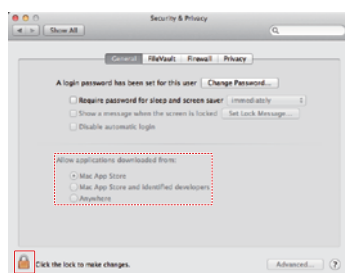 Security & Privacy
Show All
General FileVault Firewall Privacy
A login password has been set for this user Change Password...
Require password for sleep and screen saver immediately
Show a message when the screen is locked Set Lock Message...
Disable automatic login
Allow applications downloaded from:
Mac App Store
Mac App Store and identified developers
Anywhere
Click the lock to make changes.
Advanced... ?